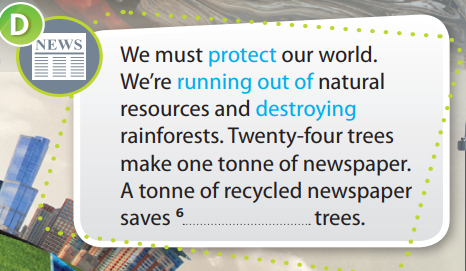 D
NEWS
We must protect our world.
We're running out of natural
resources and destroying
rainforests. Twenty-four trees
make one tonne of newspaper.
A tonne of recycled newspaper
saves 6 .......................... trees.